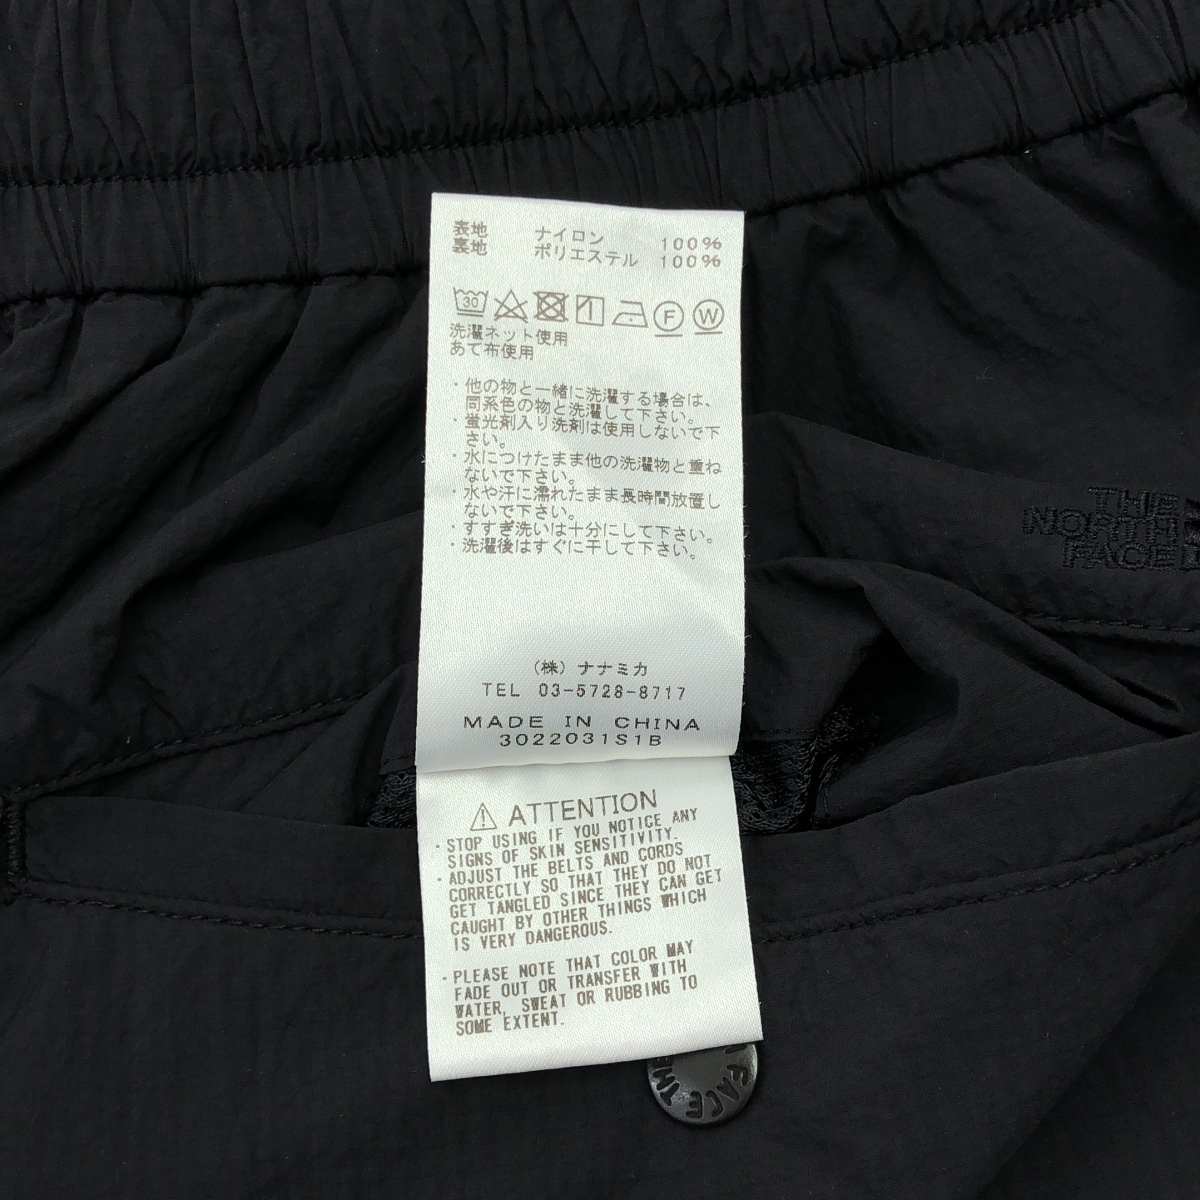 表地 ナイロン 100%
裏地 ポリエステル 100%
30 F W
洗濯ネット使用
あて布使用
・他の物と一緒に洗濯する場合は、
同系色の物と洗濯して下さい。
・蛍光剤入り洗剤は使用しないで下
さい。
・水につけたまま他の洗濯物と重ね
ないで下さい。
・水や汗に濡れたまま長時間放置し
ないで下さい。
・すすぎ洗いは十分にして下さい。
・洗濯後はすぐに干して下さい。
(株) ナナミカ
TEL 03-5728-8717
MADE IN CHINA
3022031S1B
ATTENTION
・STOP USING IF YOU NOTICE ANY
SIGNS OF SKIN SENSITIVITY.
・ADJUST THE BELTS AND CORDS
CORRECTLY SO THAT THEY DO NOT
GET TANGLED SINCE THEY CAN GET
CAUGHT BY OTHER THINGS WHICH
IS VERY DANGEROUS.
・PLEASE NOTE THAT COLOR MAY
FADE OUT OR TRANSFER WITH
WATER, SWEAT OR RUBBING TO
SOME EXTENT.
THE
NORTH
FACE
FACE THE